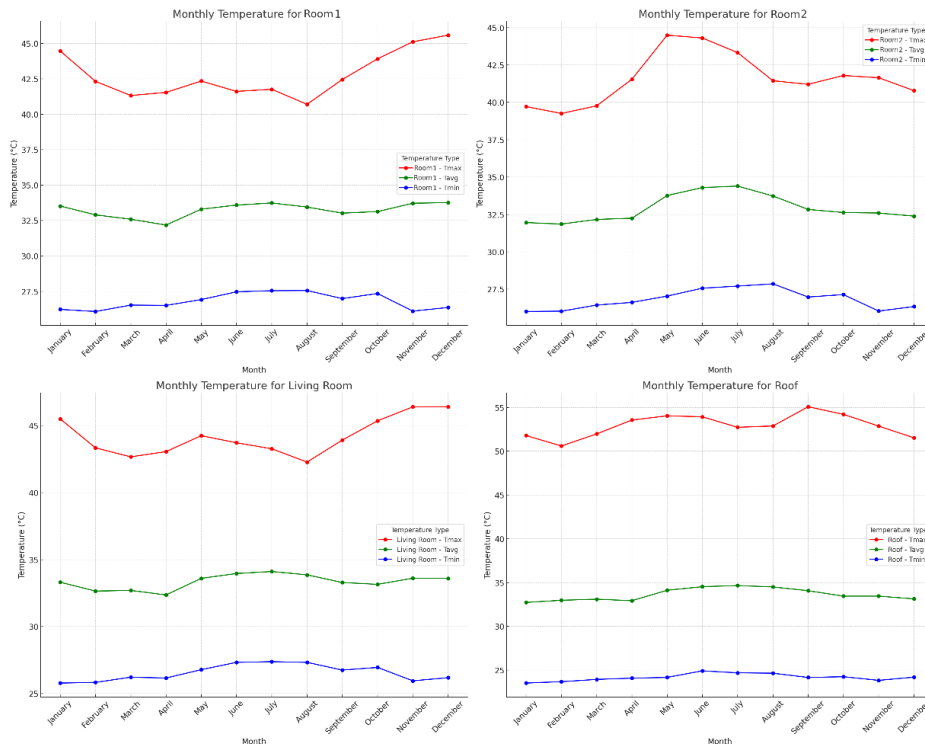 Monthly Temperature for Room1
Temperature (°C)
45.0
42.5
40.0
37.5
35.0
32.5
30.0
27.5
Temperature Type
Room1 - Tmax
Room1 - Tavg
Room1 - Tmin
January
February
March
April
May
June
July
August
September
October
November
December
Month
Monthly Temperature for Room2
Temperature (°C)
45.0
42.5
40.0
37.5
35.0
32.5
30.0
27.5
Temperature Type
Room2 - Tmax
Room2 - Tavg
Room2 - Tmin
January
February
March
April
May
June
July
August
September
October
November
December
Month
Monthly Temperature for Living Room
Temperature (°C)
45
40
35
30
25
Temperature Type
Living Room - Tmax
Living Room - Tavg
Living Room - Tmin
January
February
March
April
May
June
July
August
September
October
November
December
Month
Monthly Temperature for Roof
Temperature (°C)
55
50
45
40
35
30
25
Temperature Type
Roof - Tmax
Roof - Tavg
Roof - Tmin
January
February
March
April
May
June
July
August
September
October
November
December
Month